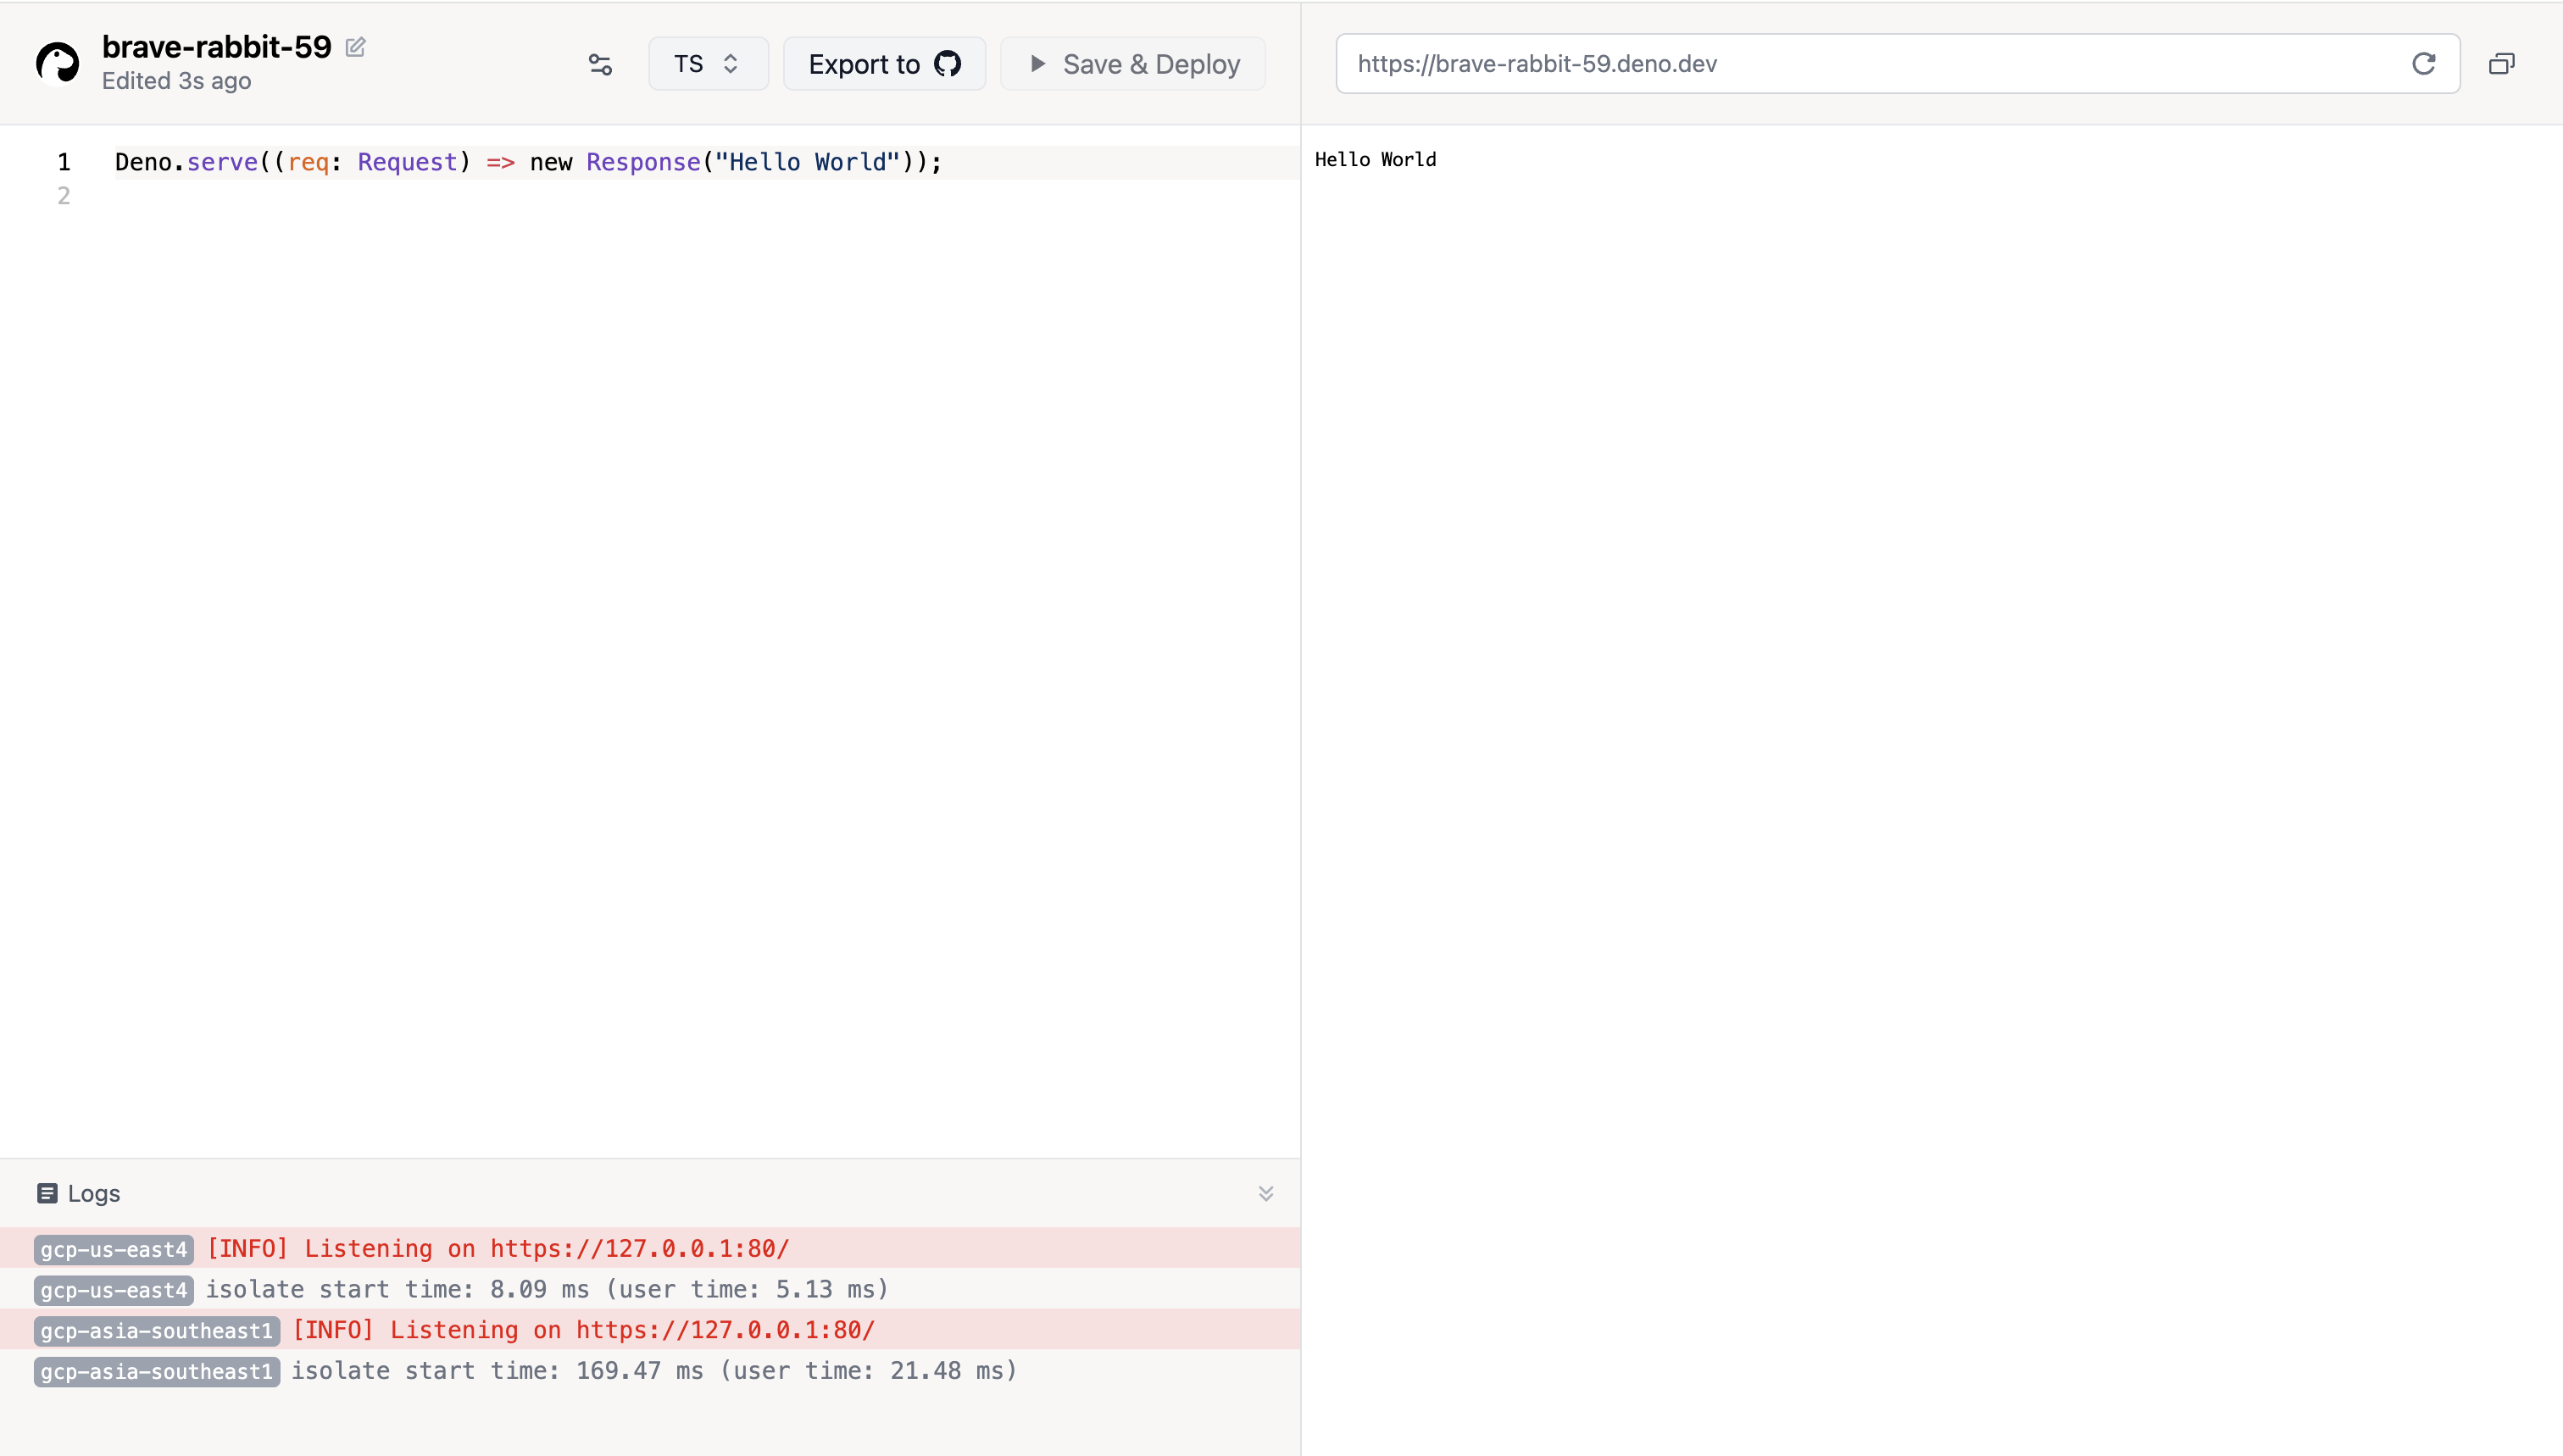 brave-rabbit-59
Edited 3s ago
TS
Export to
Save & Deploy
https://brave-rabbit-59.deno.dev
1 Deno.serve((req: Request) => new Response("Hello World"));
2
Hello World
Logs
gcp-us-east4 [INFO] Listening on https://127.0.0.1:80/
gcp-us-east4 isolate start time: 8.09 ms (user time: 5.13 ms)
gcp-asia-southeast1 [INFO] Listening on https://127.0.0.1:80/
gcp-asia-southeast1 isolate start time: 169.47 ms (user time: 21.48 ms)